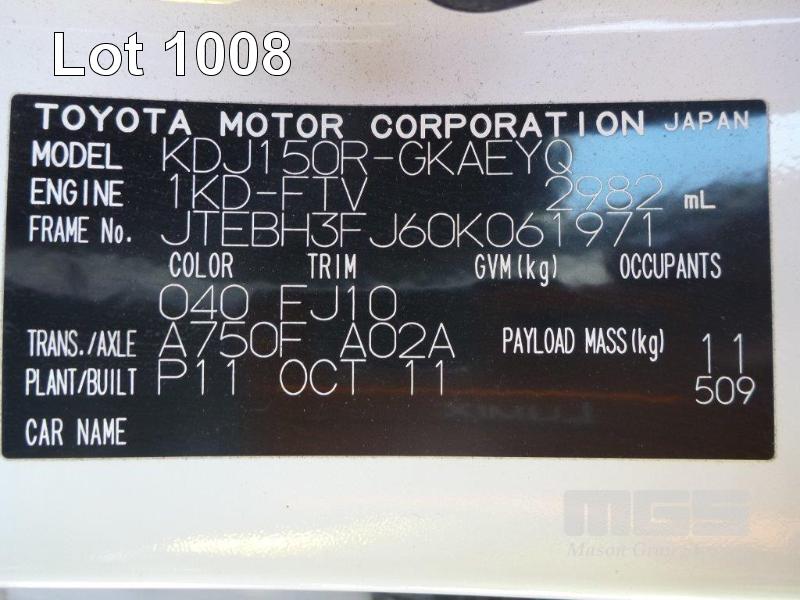 Lot 1008
TOYOTA MOTOR CORPORATION JAPAN
MODEL KDJ150R-GKAEYQ
ENGINE 1KD-FTV 2982 mL
FRAME No. JTEBH3FJ60K061971
COLOR TRIM GVM(kg) OCCUPANTS
040 FJ10
TRANS./AXLE A750F A02A PAYLOAD MASS(kg) 11
PLANT/BUILT P11 OCT 11 509
CAR NAME
MGS
Mason Gray